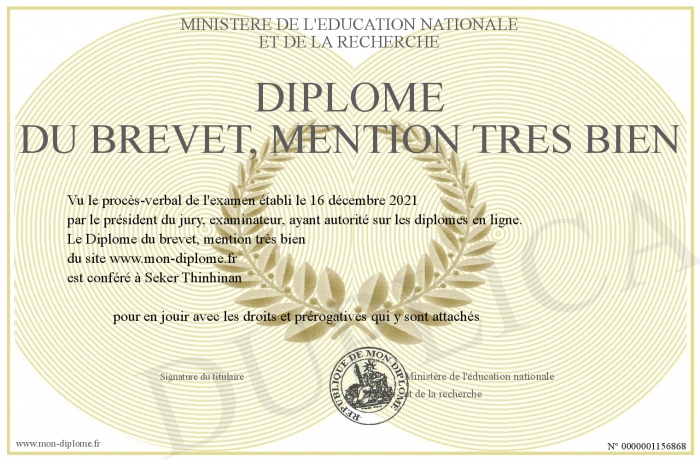 MINISTERE DE L'EDUCATION NATIONALE
ET DE LA RECHERCHE
DIPLOME
DU BREVET, MENTION TRES BIEN
Vu le procès-verbal de l'examen établi le 16 décembre 2021
par le président du jury, examinateur, ayant autorité sur les diplomes en ligne.
Le Diplome du brevet, mention très bien
du site www.mon-diplome.fr
est conféré à Seker Thinhinan
pour en jouir avec les droits et prérogatives qui y sont attachés
Signature du titulaire
REPUBLIQUE DE MON-DIPLOME
Ministère de l'éducation nationale
et de la recherche
www.mon-diplome.fr
N° 0000001156868
DUPLICA